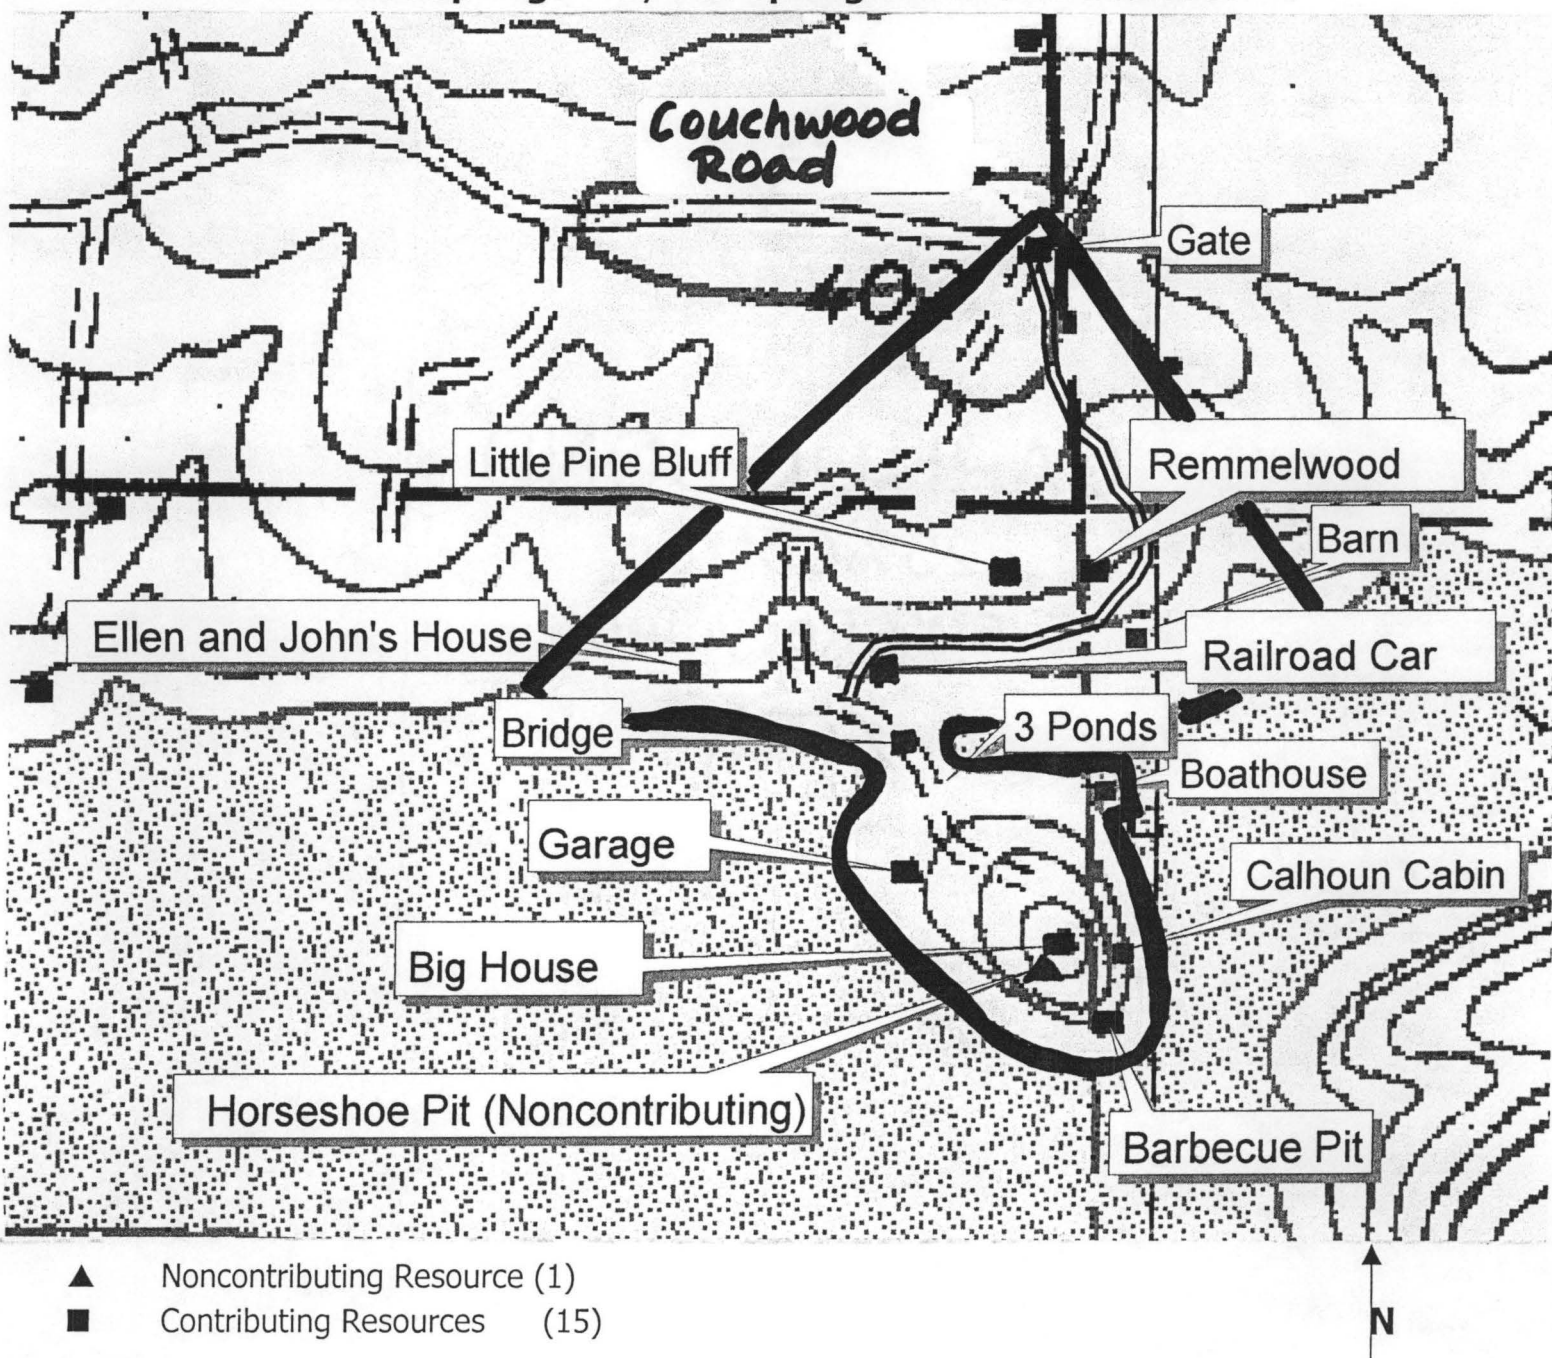 Couchwood
Road
Gate
402
Little Pine Bluff
Remmelwood
Barn
Ellen and John's House
Railroad Car
Bridge
3 Ponds
Boathouse
Garage
Calhoun Cabin
Big House
Horseshoe Pit (Noncontributing)
Barbecue Pit
▲ Noncontributing Resource (1)
■ Contributing Resources (15)
N